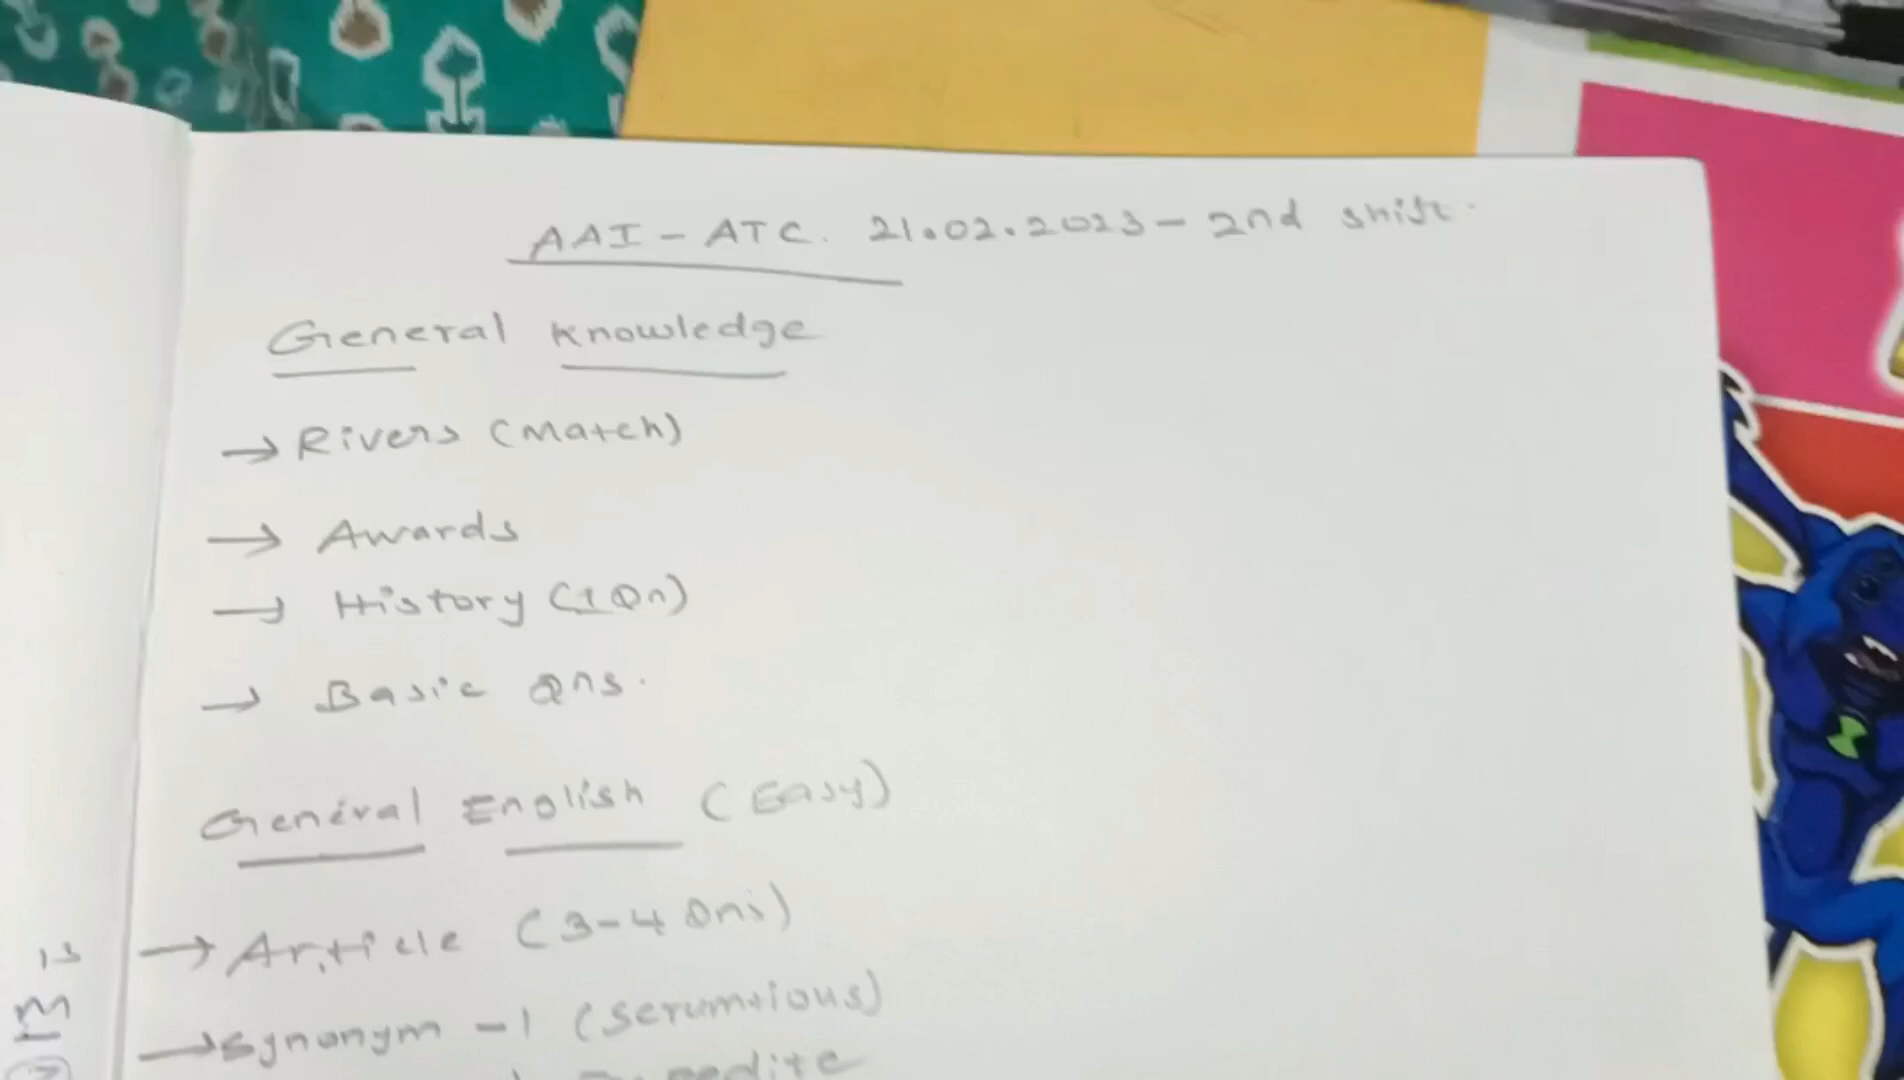 AAI - ATC. 21.02.2023 - 2nd shift.
General Knowledge
→ Rivers (Match)
→ Awards
→ History (1 Qn)
→ Basic Qns.
General English (Easy)
→ Article (3-4 Qns)
→ Synonym - 1 (Scrumtious)